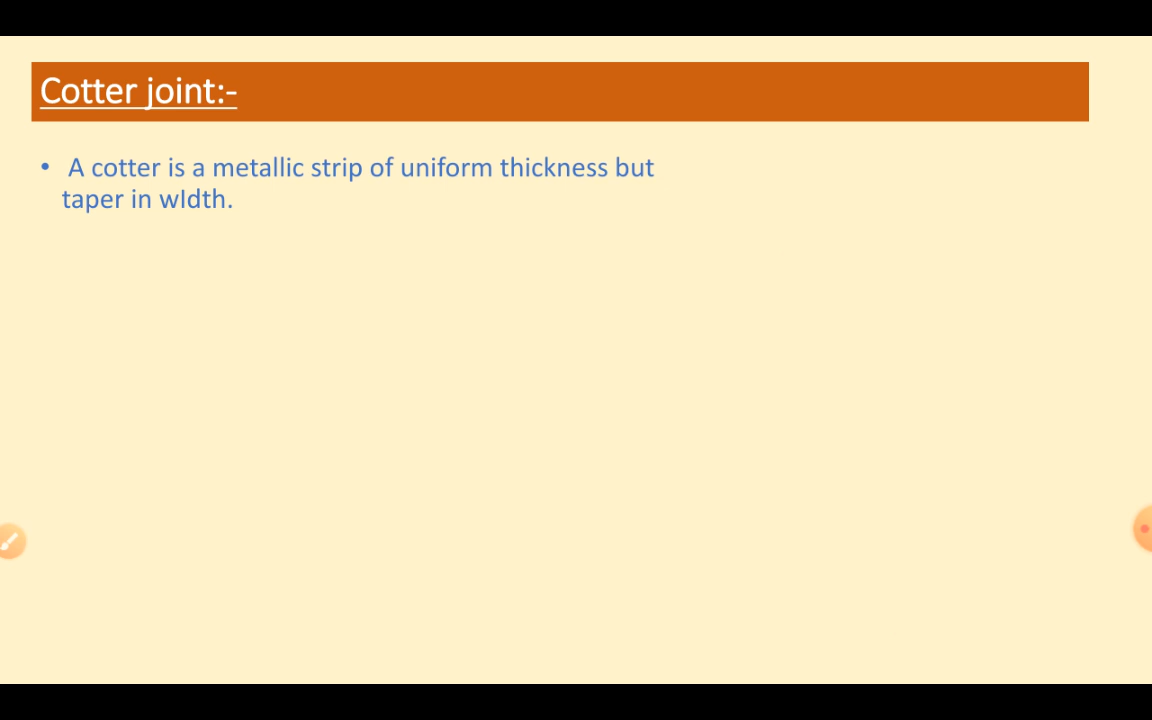 Cotter joint:-
• A cotter is a metallic strip of uniform thickness but
taper in wIdth.